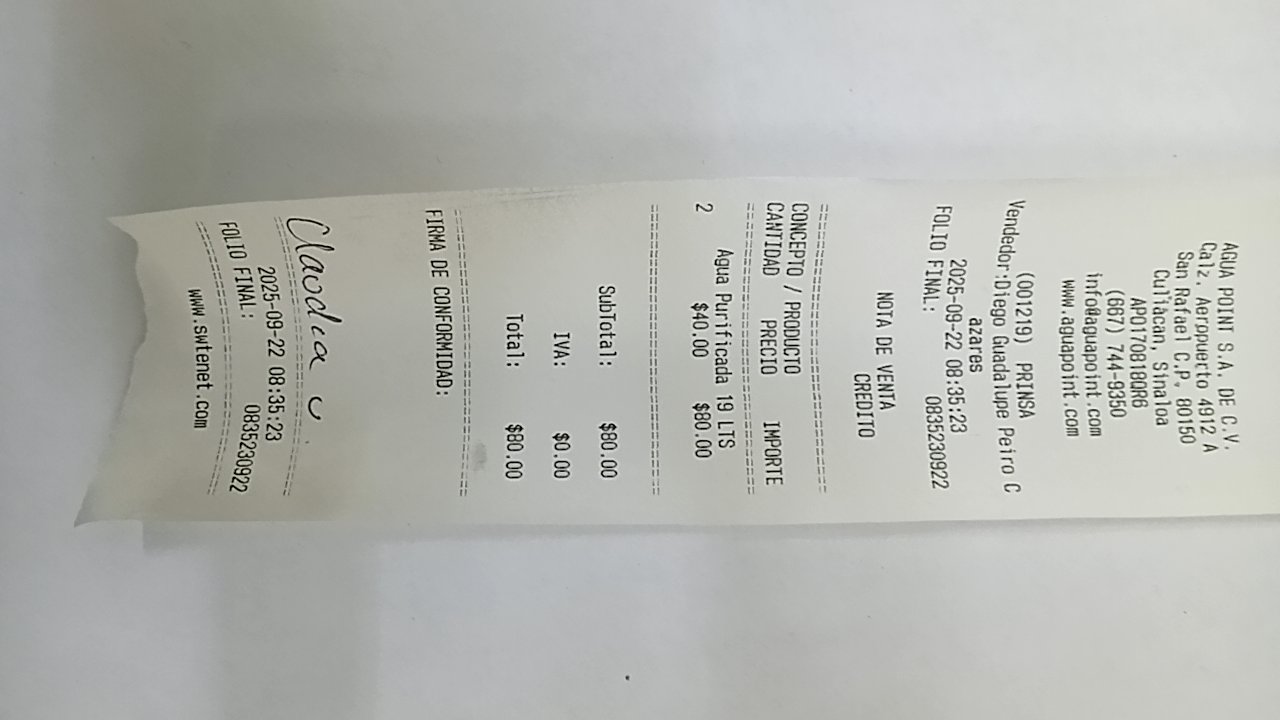 AGUA POINT S.A. DE C.V.
Calz. Aeropuerto 4912 A
San Rafael C.P. 80150
Culiacan, Sinaloa
APO170818QR6
(667) 744-9350
info@aguapoint.com
www.aguapoint.com
(001219) PRINSA
Vendedor:Diego Guadalupe Peiro C
azares
2025-09-22 08:35:23
FOLIO FINAL: 0835230922
NOTA DE VENTA
CREDITO
================================
CONCEPTO / PRODUCTO
CANTIDAD PRECIO IMPORTE
================================
Agua Purificada 19 LTS
2 $40.00 $80.00
================================
SubTotal: $80.00
IVA: $0.00
Total: $80.00
================================
FIRMA DE CONFORMIDAD:
Claudia U.
================================
2025-09-22 08:35:23
FOLIO FINAL: 0835230922
================================
www.swtenet.com